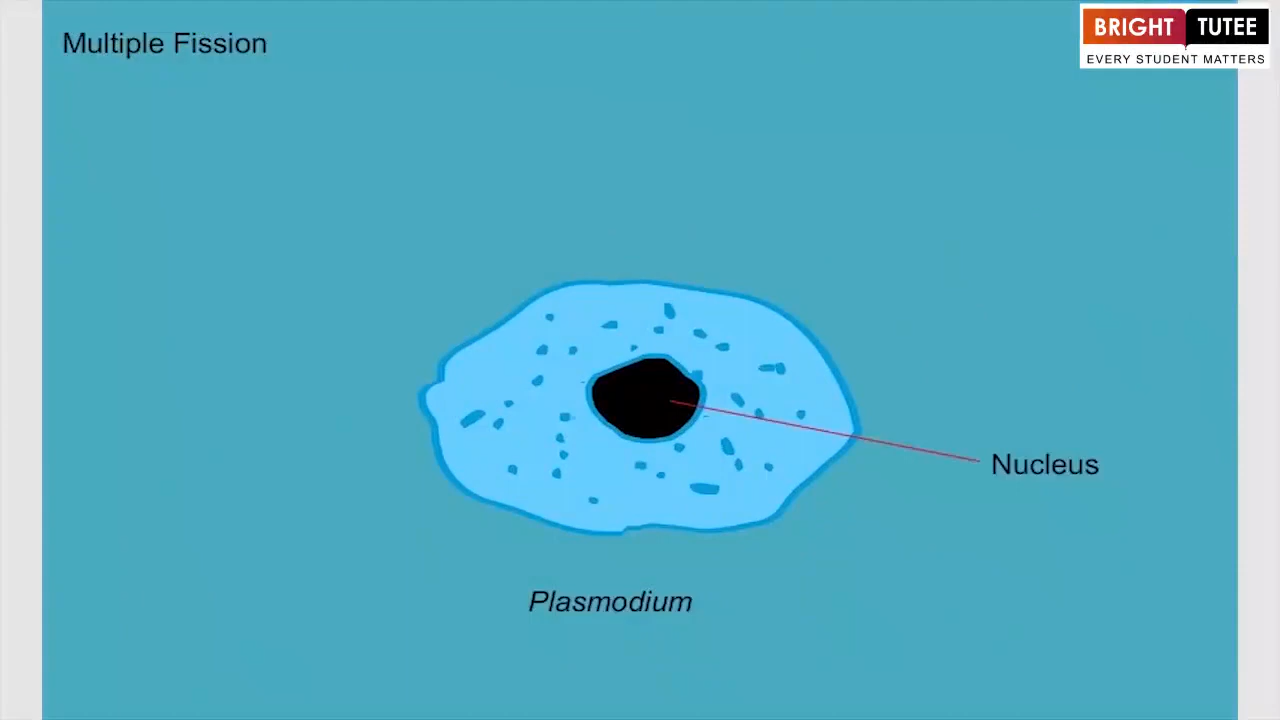 Multiple Fission
BRIGHT TUTEE
EVERY STUDENT MATTERS
Nucleus
Plasmodium